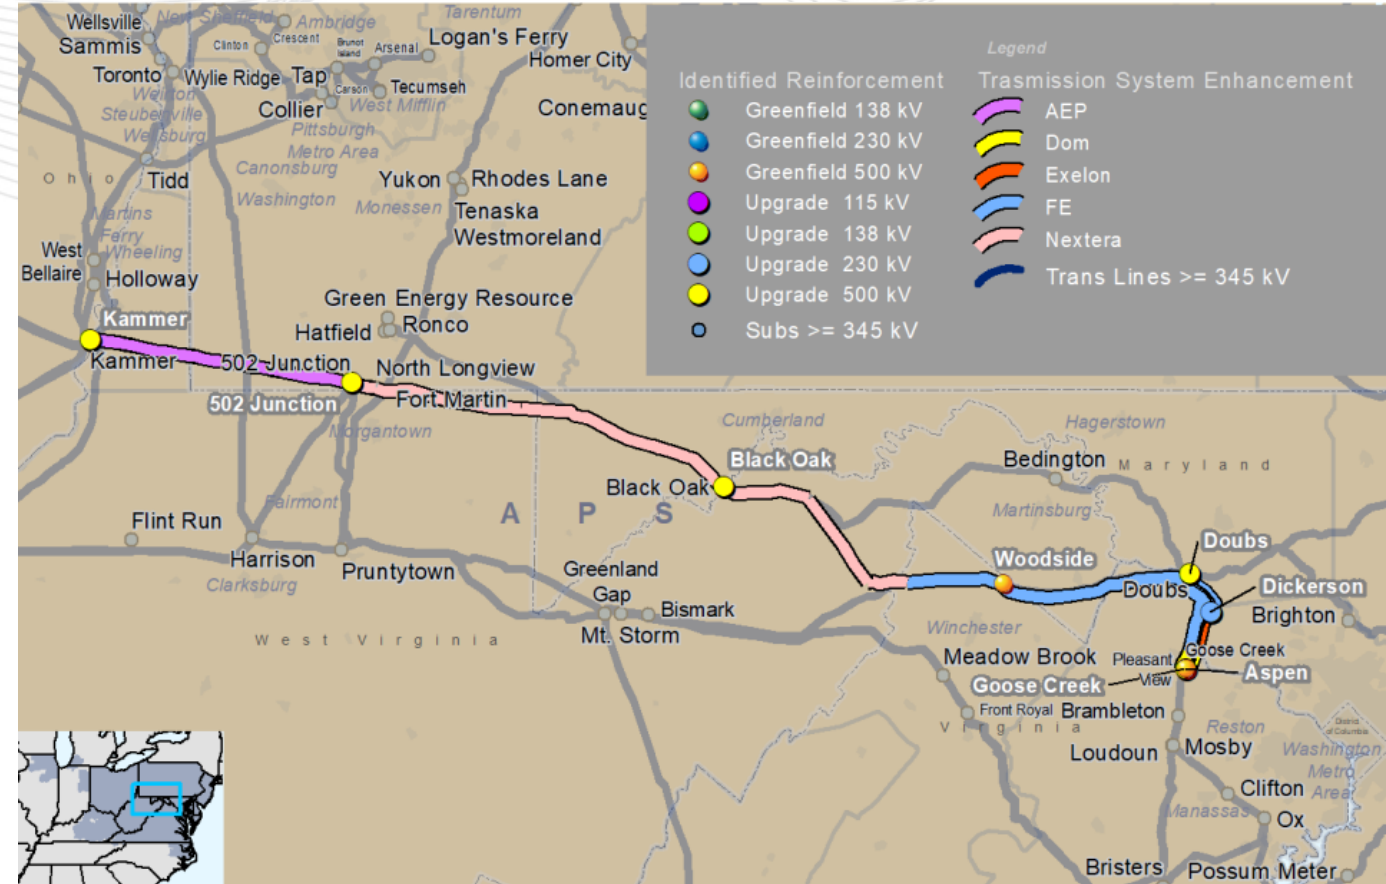 Wellsville
New Sheffield
Ambridge
Tarentum
Sammis
Clinton
Crescent
Brunot
Island
Arsenal
Logan's Ferry
Homer City
Toronto
Wylie Ridge
Tap
Carson
Tecumseh
Weirton
Collier
West Mifflin
Conemaug
Steubenville
Wellsburg
Pittsburgh
Metro Area
Canonsburg
Ohio
Tidd
Washington
Yukon
Rhodes Lane
Monessen
Tenaska
Westmoreland
Martins
Ferry
Wheeling
West
Bellaire
Holloway
Green Energy Resource
Hatfield
Ronco
Kammer
Kammer
502 Junction
North Longview
502 Junction
Fort Martin
Morgantown
Cumberland
Hagerstown
Black Oak
Black Oak
Bedington
Maryland
Martinsburg
Fairmont
A P S
Flint Run
Harrison
Pruntytown
Clarksburg
Greenland
Gap
Bismark
Mt. Storm
West Virginia
Woodside
Doubs
Doubs
Dickerson
Brighton
Winchester
Meadow Brook
Pleasant
View
Goose Creek
Goose Creek
Aspen
Front Royal
Brambleton
Virginia
Reston
District
of Columbia
Loudoun
Mosby
Washington
Metro
Area
Clifton
Manassas
Ox
Bristers
Possum Meter
Legend
Identified Reinforcement
Greenfield 138 kV
Greenfield 230 kV
Greenfield 500 kV
Upgrade 115 kV
Upgrade 138 kV
Upgrade 230 kV
Upgrade 500 kV
Subs >= 345 kV
Trasmission System Enhancement
AEP
Dom
Exelon
FE
Nextera
Trans Lines >= 345 kV